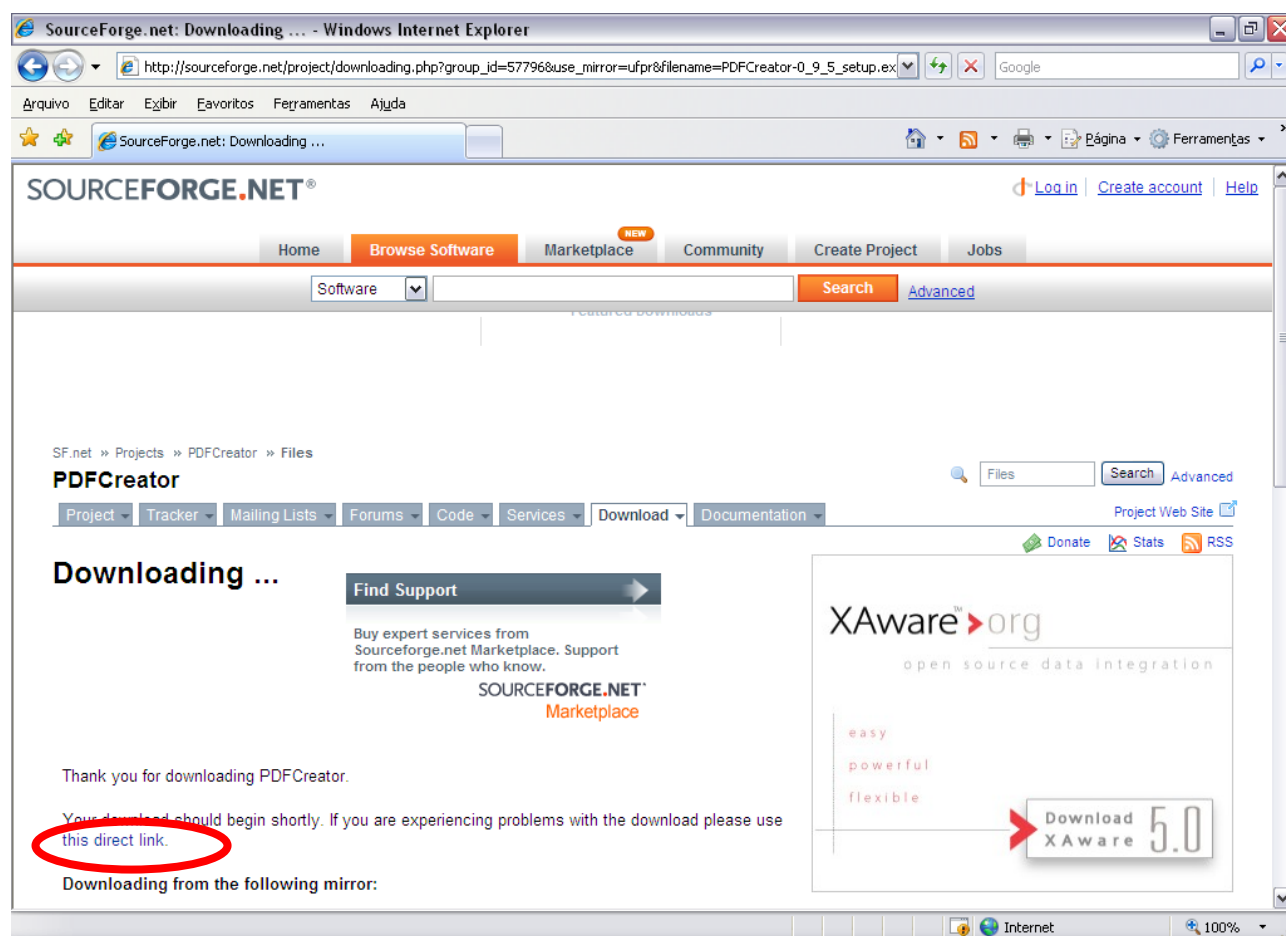 SourceForge.net: Downloading ... - Windows Internet Explorer
http://sourceforge.net/project/downloading.php?group_id=57796&use_mirror=ufpr&filename=PDFCreator-0_9_5_setup.ex
Google
Arquivo Editar Exibir Favoritos Ferramentas Ajuda
SourceForge.net: Downloading ...
Página Ferramentas »
SOURCEFORGE.NET®
Log in Create account Help
NEW
Home Browse Software Marketplace Community Create Project Jobs
Software Search Advanced
Featured Downloads
SF.net » Projects » PDFCreator » Files
PDFCreator
Files Search Advanced
Project Tracker Mailing Lists Forums Code Services Download Documentation
Project Web Site
Donate Stats RSS
Downloading ...
Find Support
Buy expert services from
Sourceforge.net Marketplace. Support
from the people who know.
SOURCEFORGE.NET®
Marketplace
XAware™ org
open source data integration
easy
powerful
flexible
Download
XAware 5.0
Thank you for downloading PDFCreator.
Your download should begin shortly. If you are experiencing problems with the download please use
this direct link.
Downloading from the following mirror:
Internet 100%